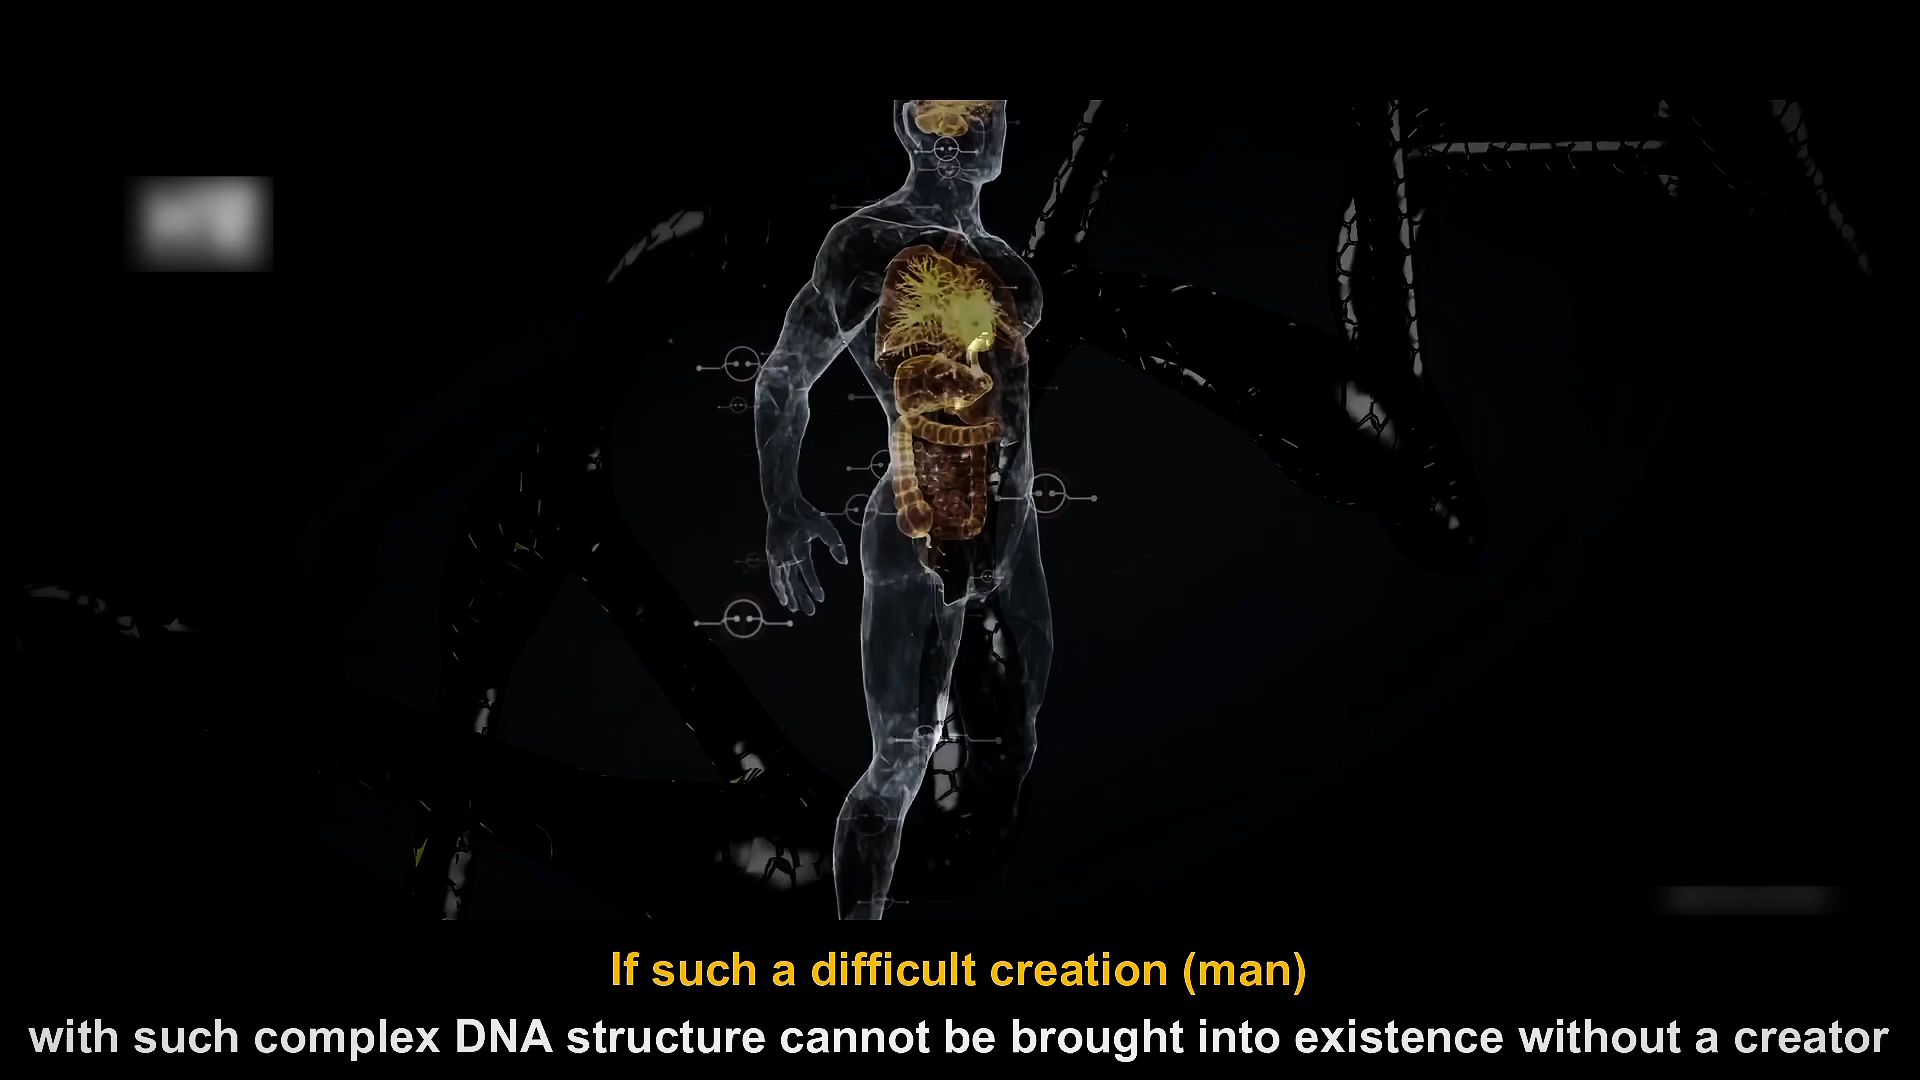 If such a difficult creation (man)
with such complex DNA structure cannot be brought into existence without a creator